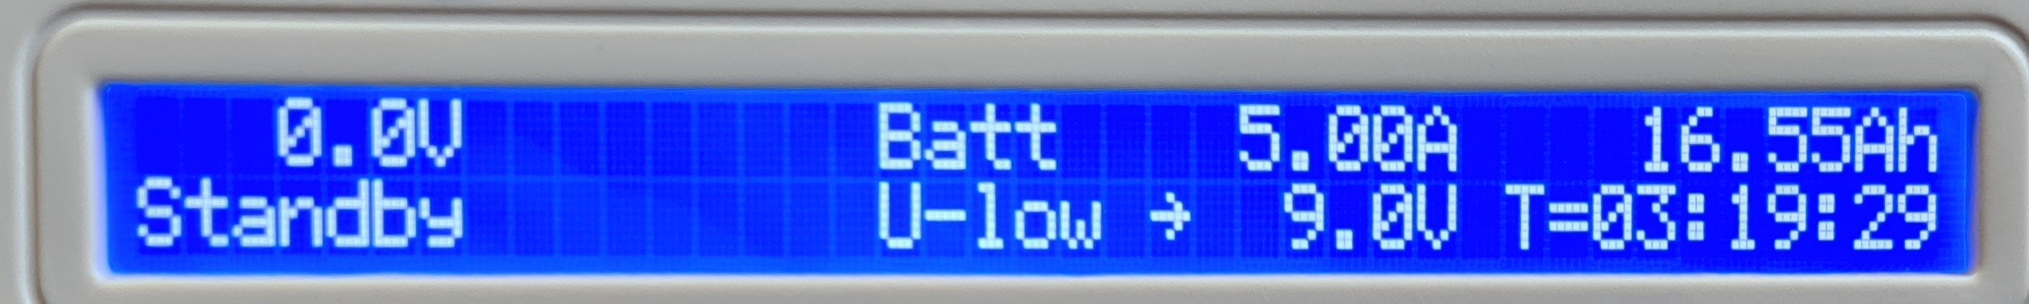 0.0V Batt 5.00A 16.55Ah
Standby U-low → 9.0V T=03:19:29